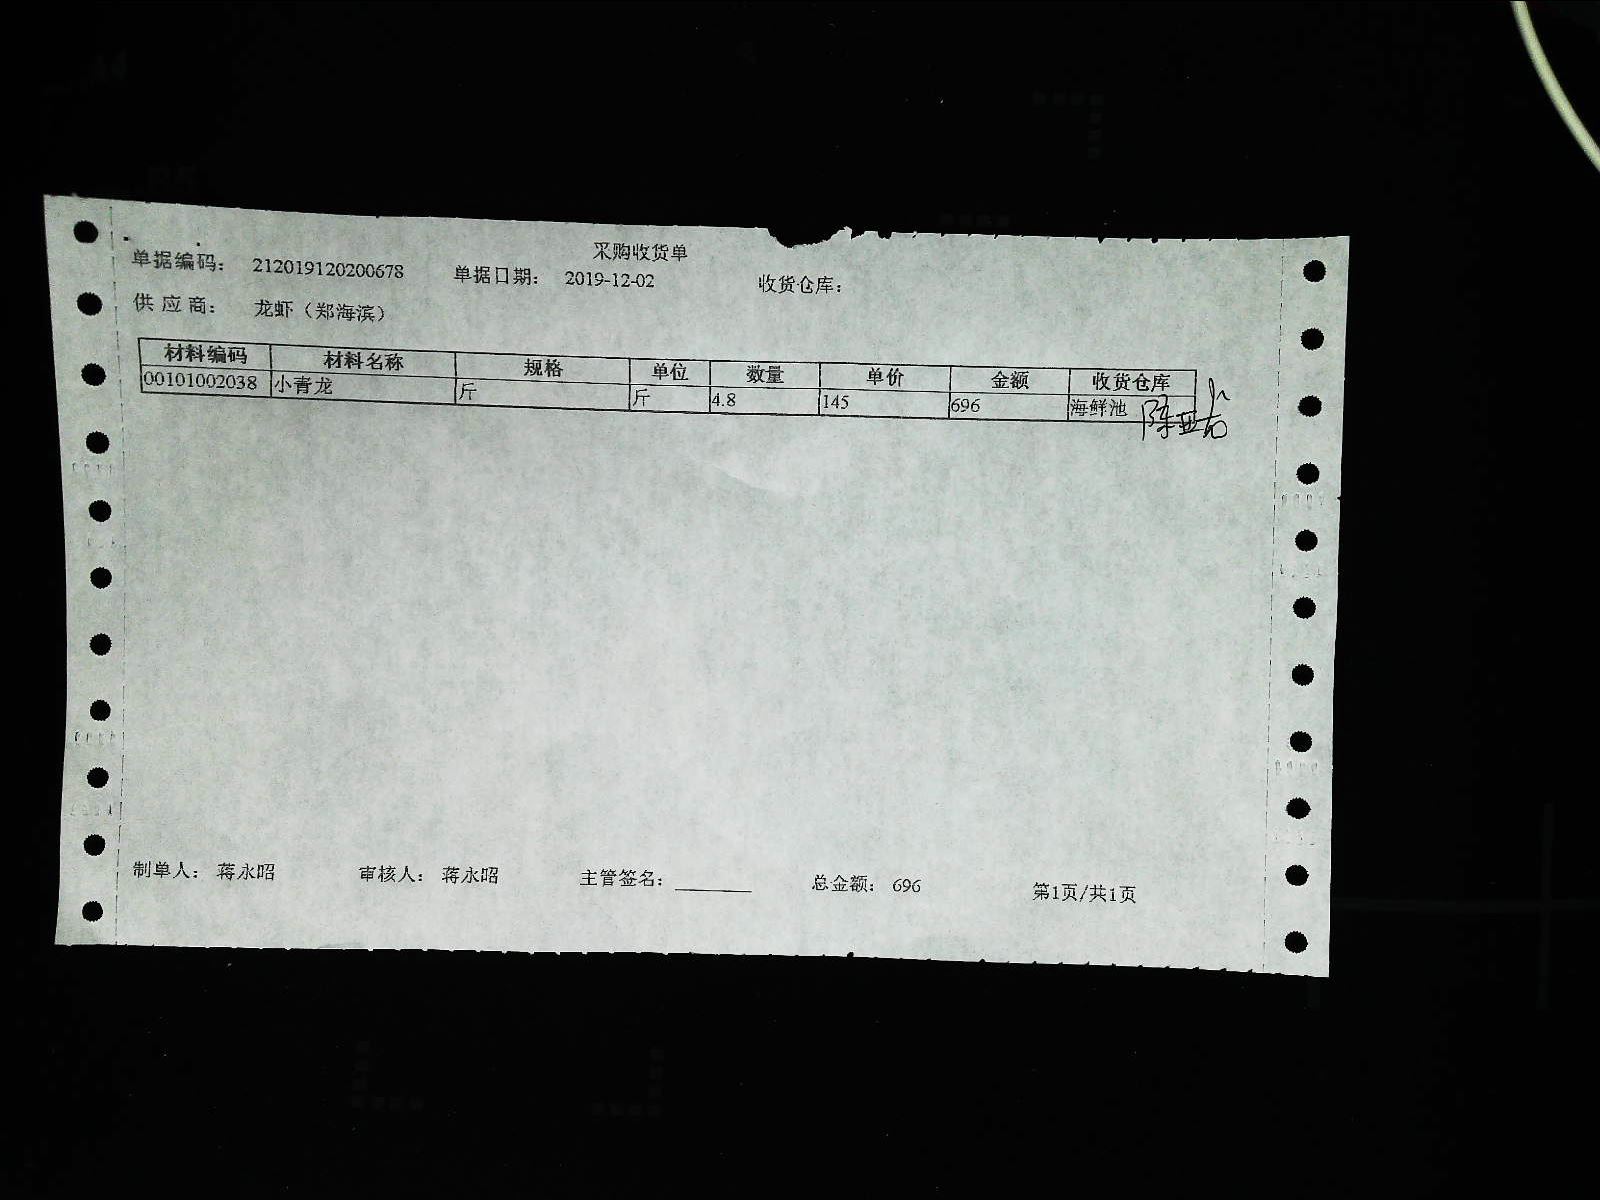 采购收货单
单据编码： 212019120200678 单据日期： 2019-12-02 收货仓库：
供 应 商： 龙虾（郑海滨）
材料编码 材料名称 规格 单位 数量 单价 金额 收货仓库
00101002038 小青龙 斤 斤 4.8 145 696 海鲜池
制单人： 蒋永昭 审核人： 蒋永昭 主管签名： 总金额： 696 第1页/共1页